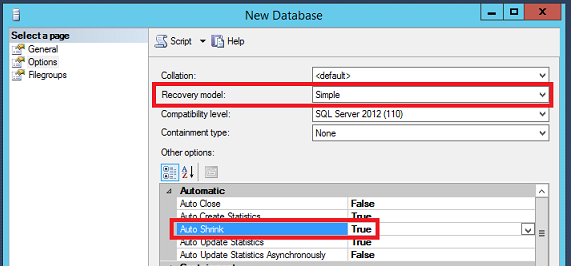 New Database
Select a page
General
Options
Filegroups
Script Help
Collation: <default>
Recovery model: Simple
Compatibility level: SQL Server 2012 (110)
Containment type: None
Other options:
Automatic
Auto Close False
Auto Create Statistics True
Auto Shrink True
Auto Update Statistics True
Auto Update Statistics Asynchronously False